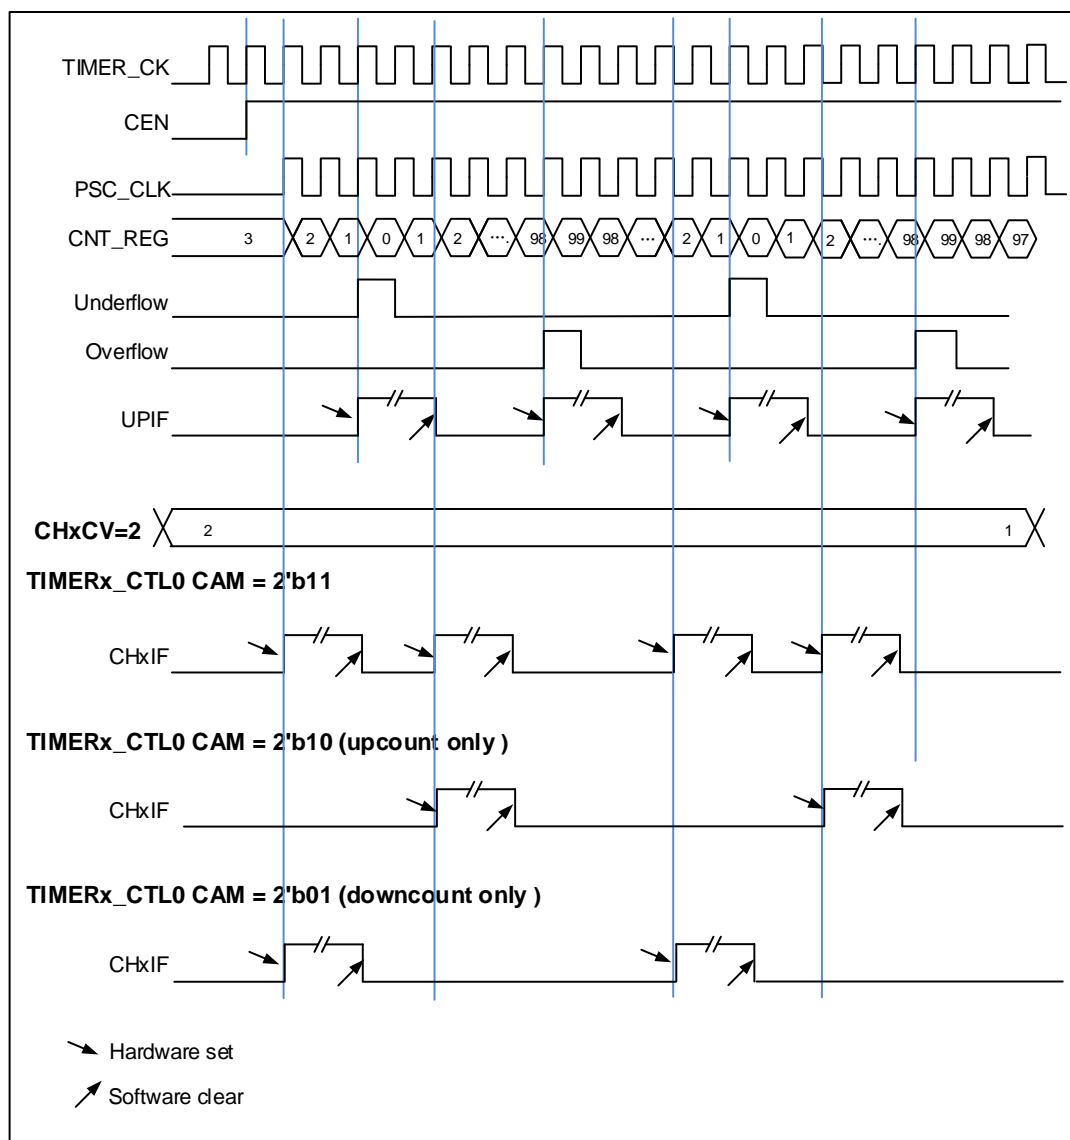 TIMER_CK
CEN
PSC_CLK
CNT_REG 3 2 1 0 1 2 .... 98 99 98 ... 2 1 0 1 2 .... 98 99 98 97
Underflow
Overflow
UPIF
CHxCV=2 2 1
TIMERx_CTL0 CAM = 2'b11
CHxIF
TIMERx_CTL0 CAM = 2'b10 (upcount only )
CHxIF
TIMERx_CTL0 CAM = 2'b01 (downcount only )
CHxIF
Hardware set
Software clear